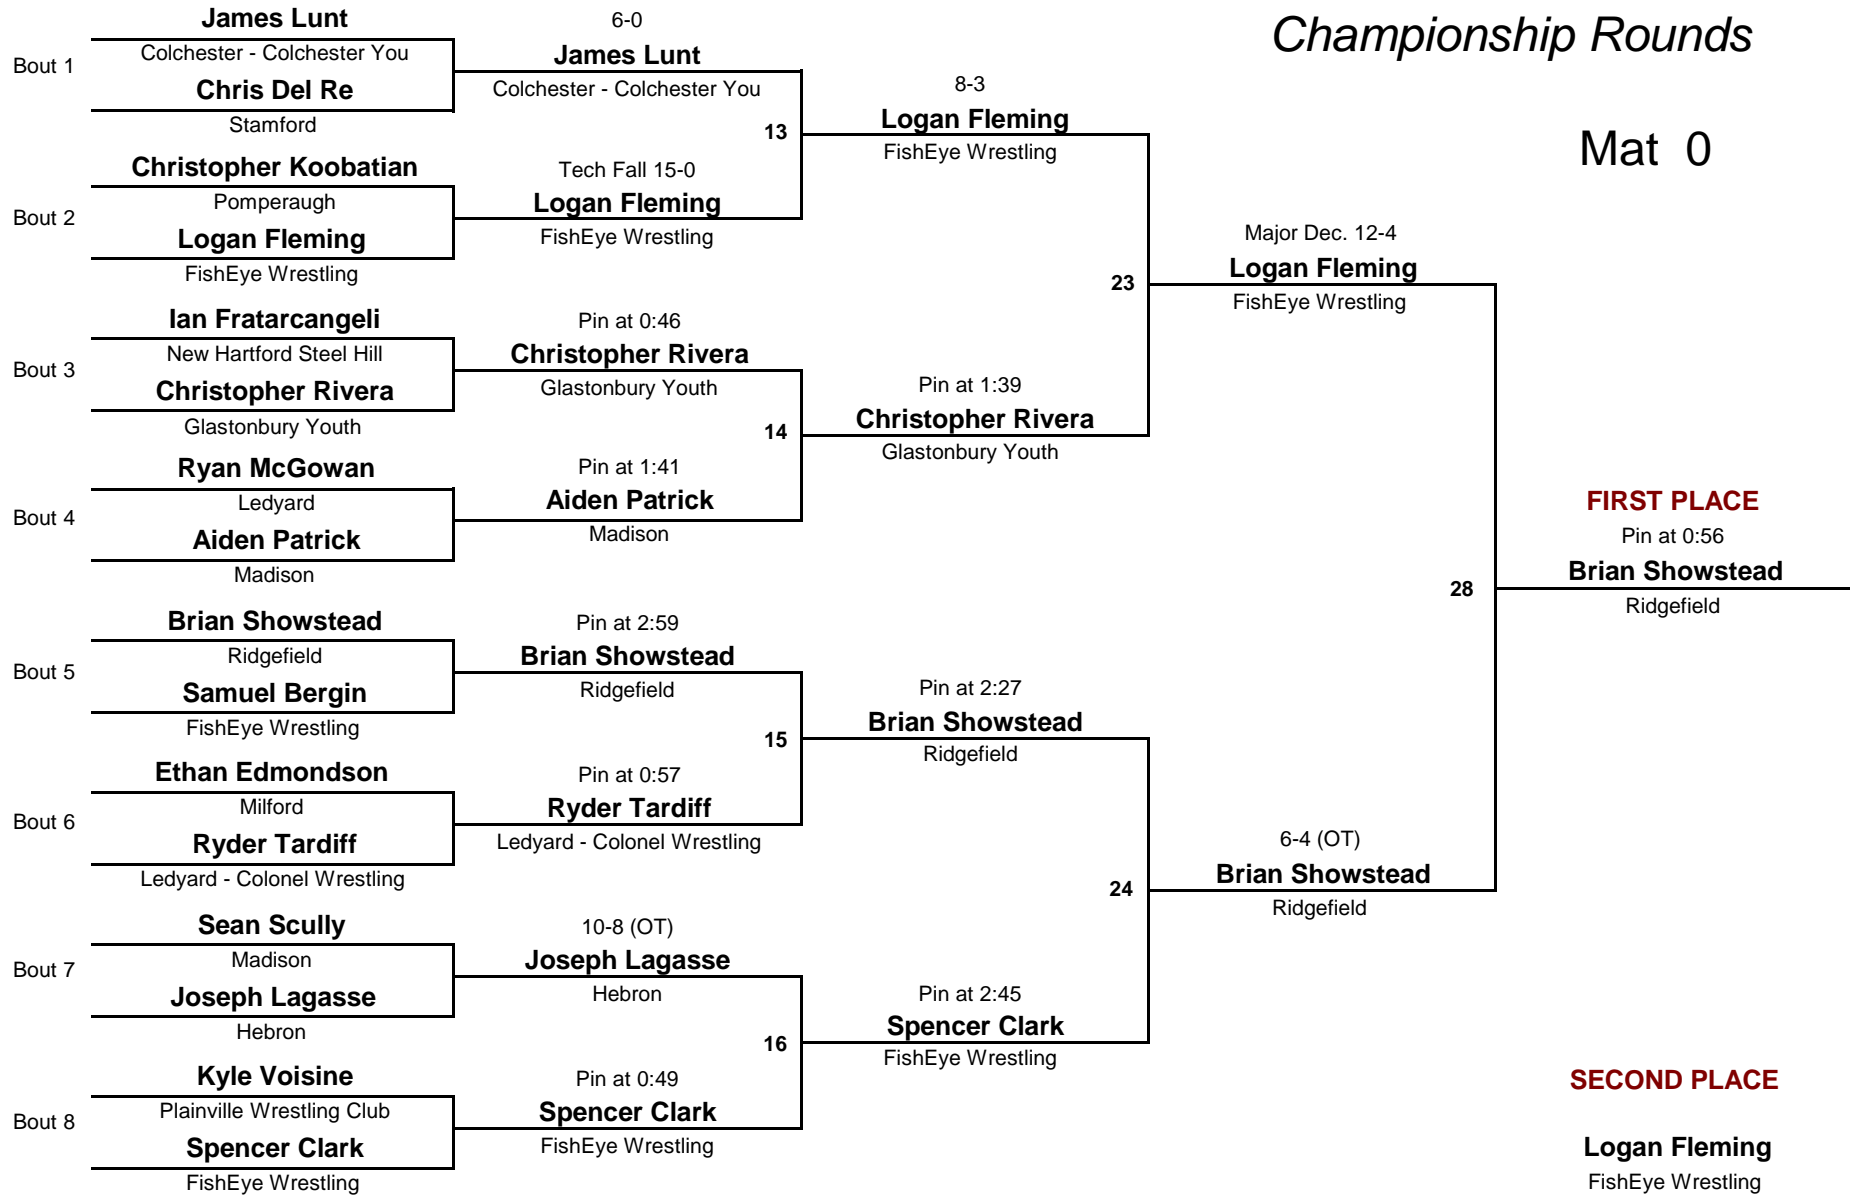 Championship Rounds
Mat 0
Bout 1
James Lunt
Colchester - Colchester You
Chris Del Re
Stamford
Bout 2
Christopher Koobatian
Pomperaugh
Logan Fleming
FishEye Wrestling
Bout 3
Ian Fratarcangeli
New Hartford Steel Hill
Christopher Rivera
Glastonbury Youth
Bout 4
Ryan McGowan
Ledyard
Aiden Patrick
Madison
Bout 5
Brian Showstead
Ridgefield
Samuel Bergin
FishEye Wrestling
Bout 6
Ethan Edmondson
Milford
Ryder Tardiff
Ledyard - Colonel Wrestling
Bout 7
Sean Scully
Madison
Joseph Lagasse
Hebron
Bout 8
Kyle Voisine
Plainville Wrestling Club
Spencer Clark
FishEye Wrestling
6-0
James Lunt
Colchester - Colchester You
13
Tech Fall 15-0
Logan Fleming
FishEye Wrestling
Pin at 0:46
Christopher Rivera
Glastonbury Youth
14
Pin at 1:41
Aiden Patrick
Madison
Pin at 2:59
Brian Showstead
Ridgefield
15
Pin at 0:57
Ryder Tardiff
Ledyard - Colonel Wrestling
10-8 (OT)
Joseph Lagasse
Hebron
16
Pin at 0:49
Spencer Clark
FishEye Wrestling
8-3
Logan Fleming
FishEye Wrestling
23
Pin at 1:39
Christopher Rivera
Glastonbury Youth
Pin at 2:27
Brian Showstead
Ridgefield
24
Pin at 2:45
Spencer Clark
FishEye Wrestling
Major Dec. 12-4
Logan Fleming
FishEye Wrestling
28
6-4 (OT)
Brian Showstead
Ridgefield
FIRST PLACE
Pin at 0:56
Brian Showstead
Ridgefield
SECOND PLACE
Logan Fleming
FishEye Wrestling